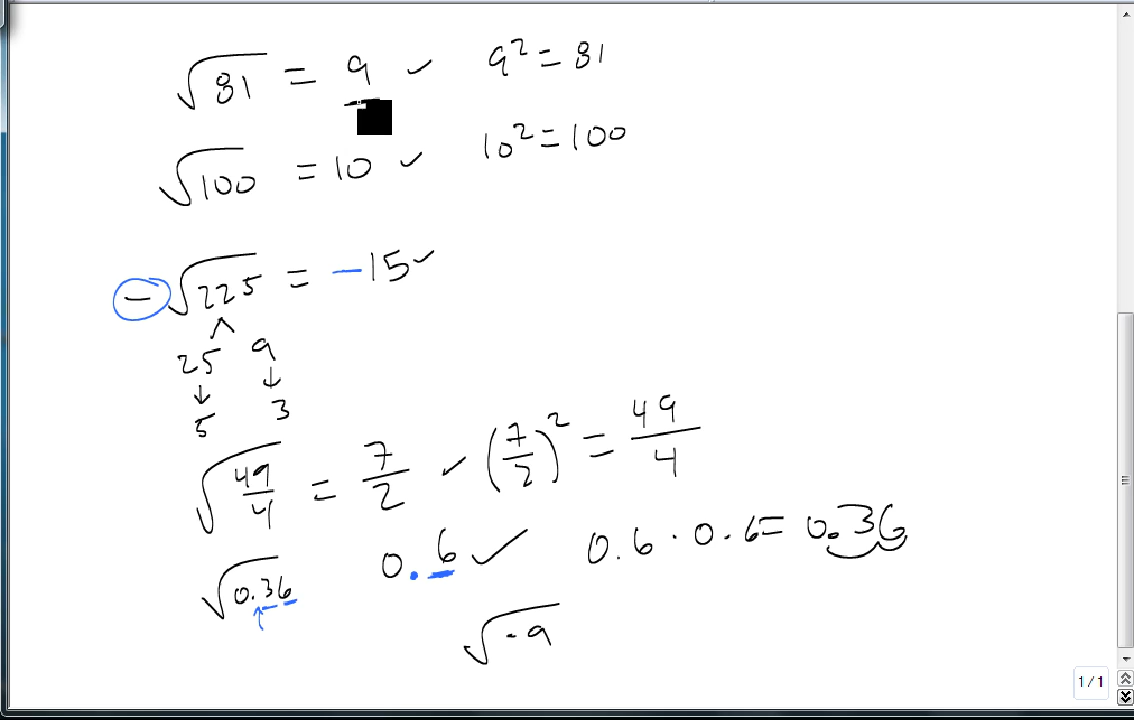 √81 = 9 ✓ 9² = 81
√100 = 10 ✓ 10² = 100
-√225 = -15 ✓
25 9
5 3
√(49/4) = 7/2 ✓ (7/2)² = 49/4
√0.36 0.6 ✓ 0.6 · 0.6 = 0.36
√-9
1/1